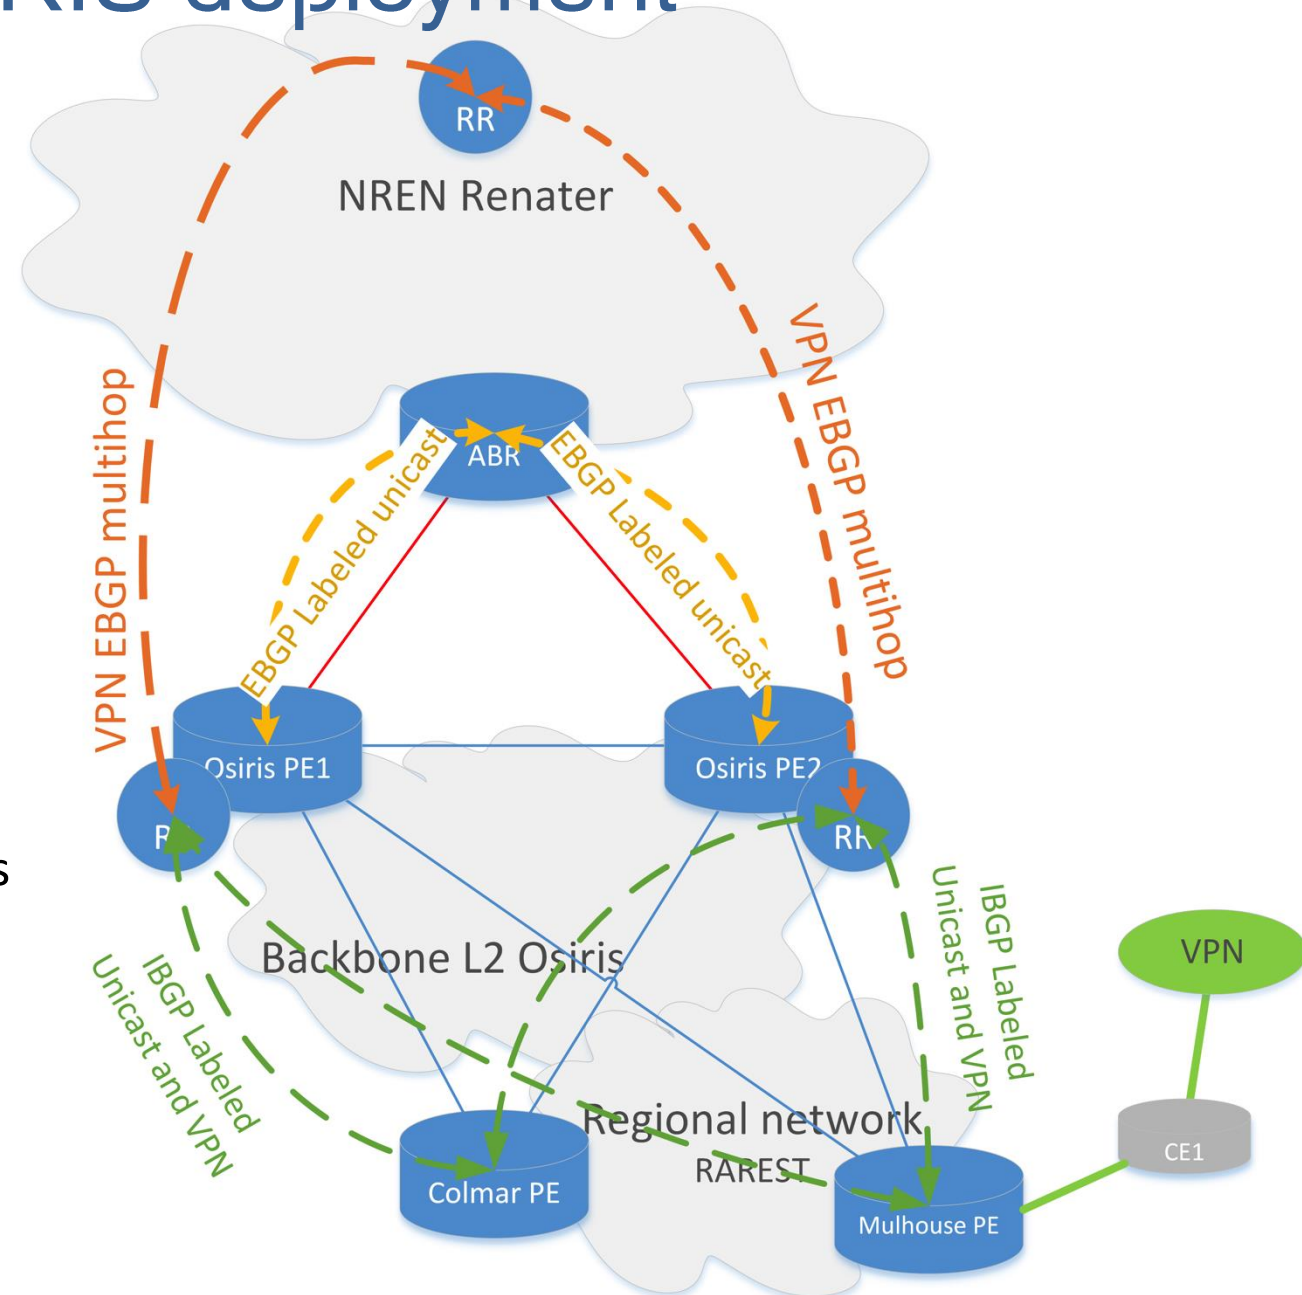 RIS deployment
RR
NREN Renater
VPN EBGP multihop
VPN EBGP multihop
ABR
EBGP Labeled unicast
EBGP Labeled unicast
Osiris PE1
Osiris PE2
RR
s
Backbone L2 Osiris
IBGP Labeled
Unicast and VPN
IBGP Labeled
Unicast and VPN
VPN
Regional network
RAREST
CE1
Colmar PE
Mulhouse PE